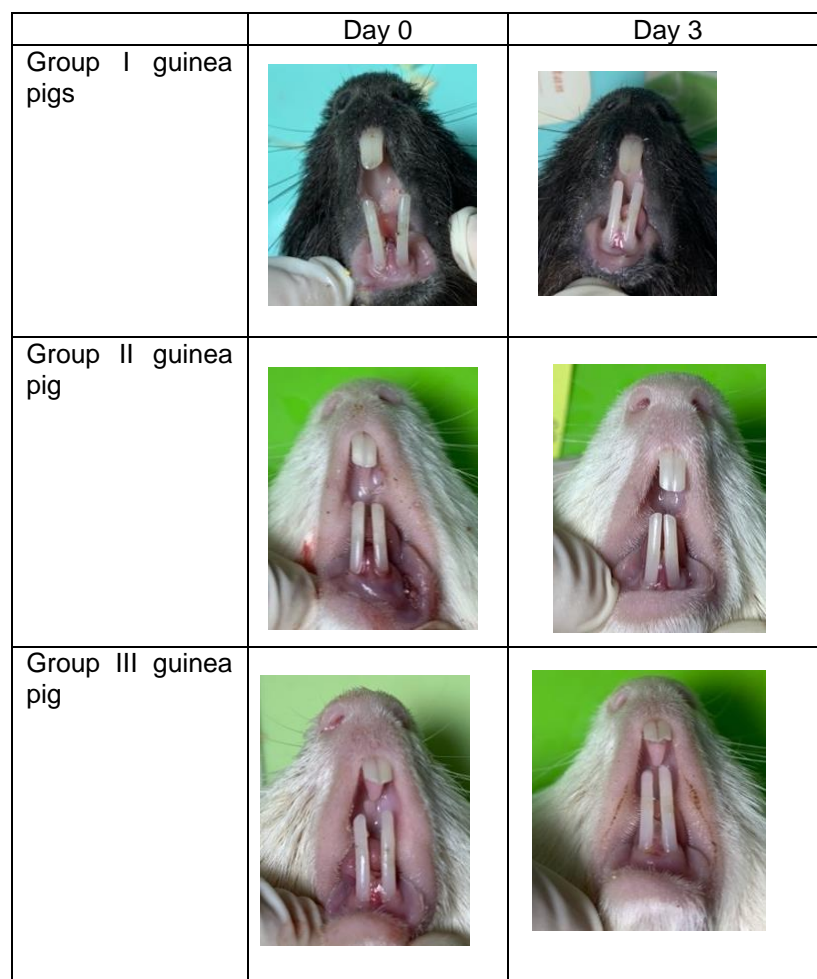 Day 0 Day 3
Group I guinea
pigs
Group II guinea
pig
Group III guinea
pig